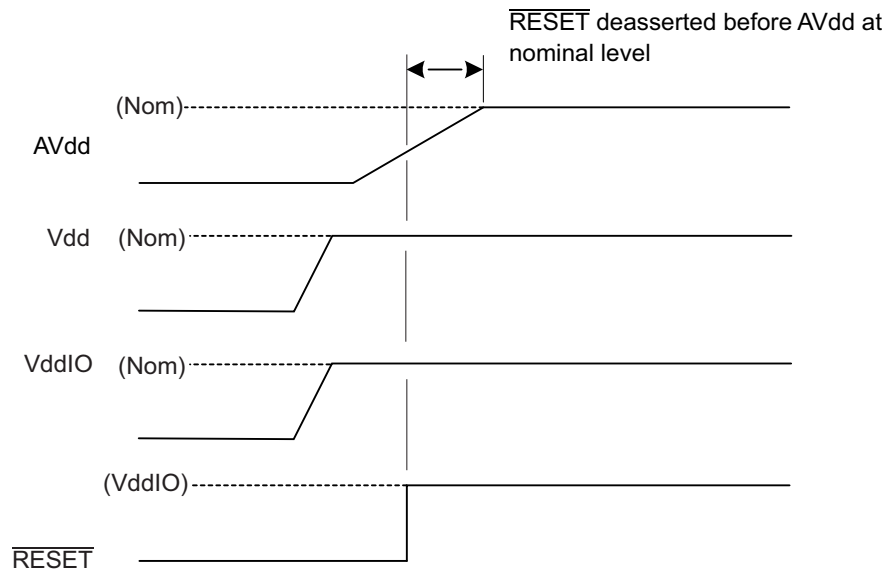 RESET deasserted before AVdd at
nominal level
(Nom)
AVdd
Vdd (Nom)
VddIO (Nom)
(VddIO)
RESET